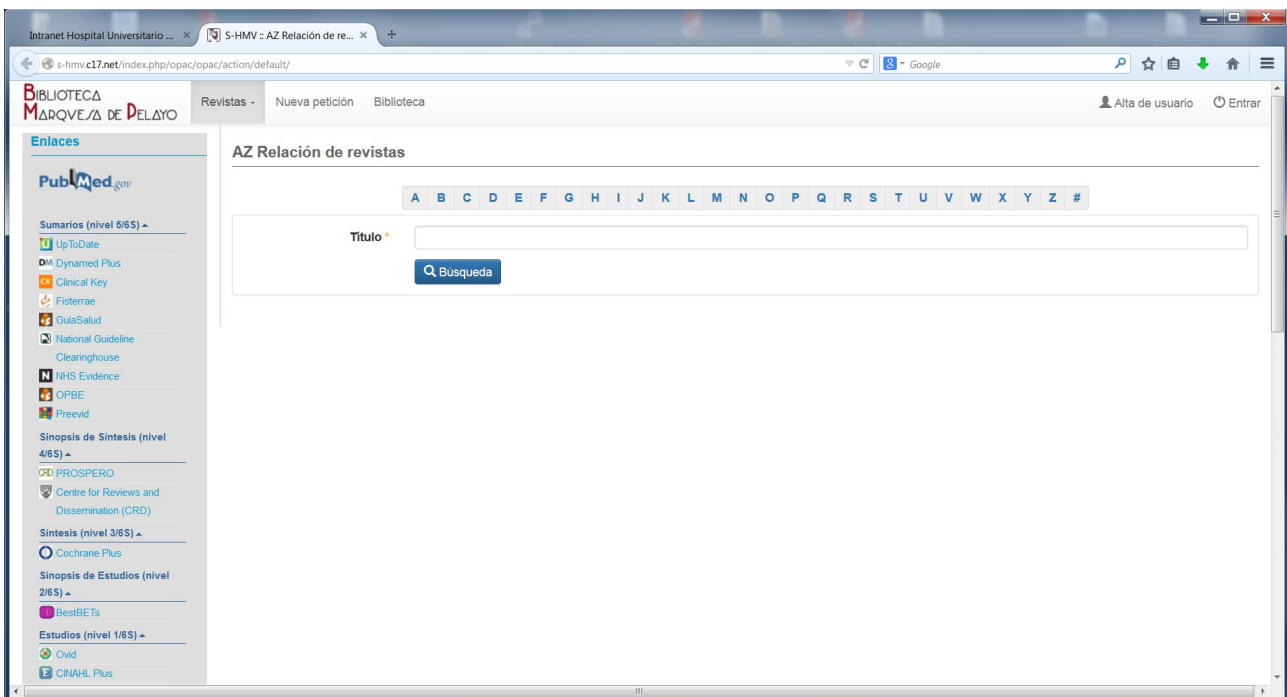 Intranet Hospital Universitario ... ×
S-HMV :: AZ Relación de re... × +
s-hmv.c17.net/index.php/opac/opac/action/default/
Google
BIBLIOTECA
MARQVESA DE PELAYO
Revistas
Nueva petición
Biblioteca
Alta de usuario
Entrar
Enlaces
PubMed.gov
Sumarios (nivel 5/6S)
UpToDate
DM Dynamed Plus
CK Clinical Key
Fisterrae
GuíaSalud
National Guideline
Clearinghouse
N NHS Evidence
OPBE
Preevid
Sinopsis de Síntesis (nivel
4/6S)
CRD PROSPERO
Centre for Reviews and
Dissemination (CRD)
Síntesis (nivel 3/6S)
Cochrane Plus
Sinopsis de Estudios (nivel
2/6S)
BestBETs
Estudios (nivel 1/6S)
Ovid
E CINAHL Plus
AZ Relación de revistas
A B C D E F G H I J K L M N O P Q R S T U V W X Y Z #
Título *
Búsqueda